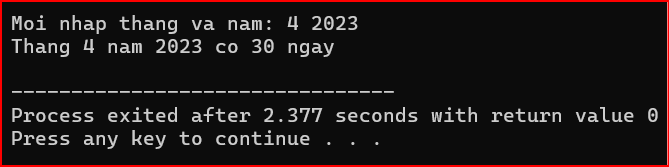 Moi nhap thang va nam: 4 2023
Thang 4 nam 2023 co 30 ngay
--------------------------------
Process exited after 2.377 seconds with return value 0
Press any key to continue . . .